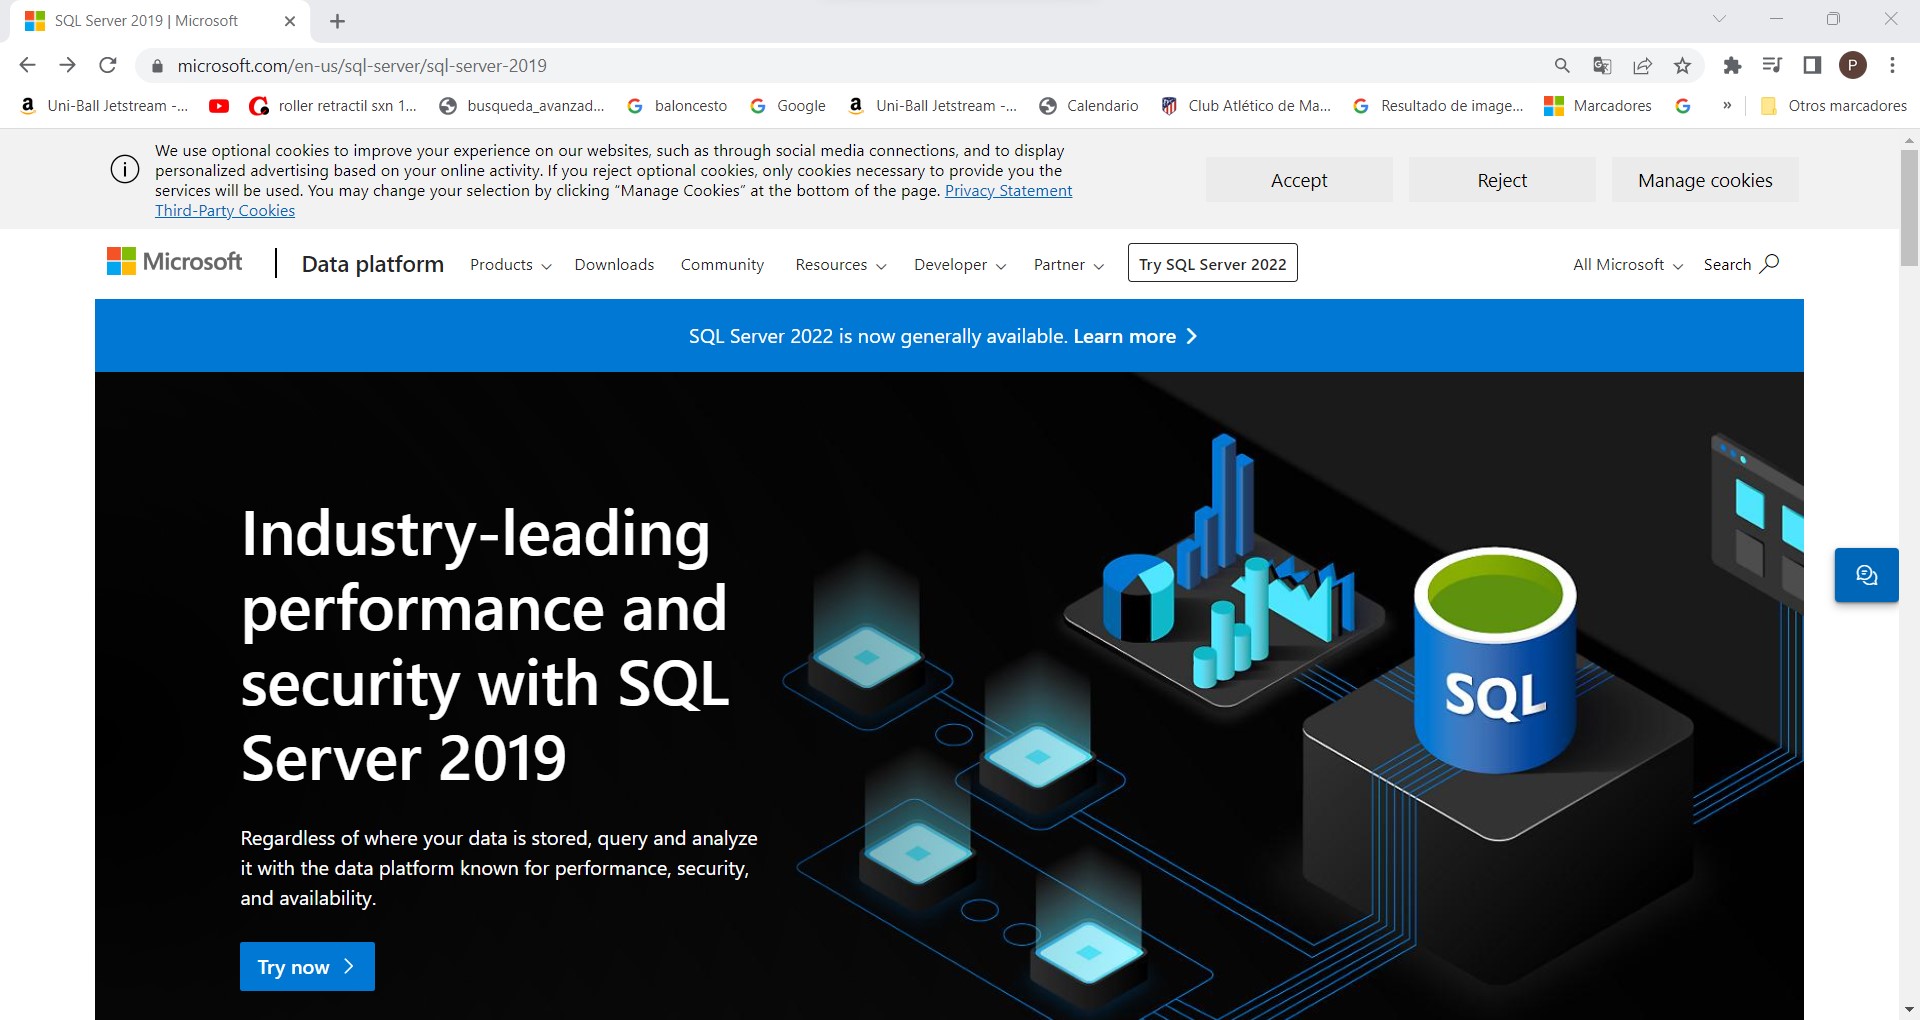 SQL Server 2019 | Microsoft
microsoft.com/en-us/sql-server/sql-server-2019
P
Uni-Ball Jetstream -...
roller retractil sxn 1...
busqueda_avanzad...
baloncesto
Google
Uni-Ball Jetstream -...
Calendario
Club Atlético de Ma...
Resultado de image...
Marcadores
»
Otros marcadores
We use optional cookies to improve your experience on our websites, such as through social media connections, and to display
personalized advertising based on your online activity. If you reject optional cookies, only cookies necessary to provide you the
services will be used. You may change your selection by clicking “Manage Cookies” at the bottom of the page. Privacy Statement
Third-Party Cookies
Accept
Reject
Manage cookies
Microsoft
Data platform
Products
Downloads
Community
Resources
Developer
Partner
Try SQL Server 2022
All Microsoft
Search
SQL Server 2022 is now generally available. Learn more
Industry-leading
performance and
security with SQL
Server 2019
Regardless of where your data is stored, query and analyze
it with the data platform known for performance, security,
and availability.
Try now
SQL